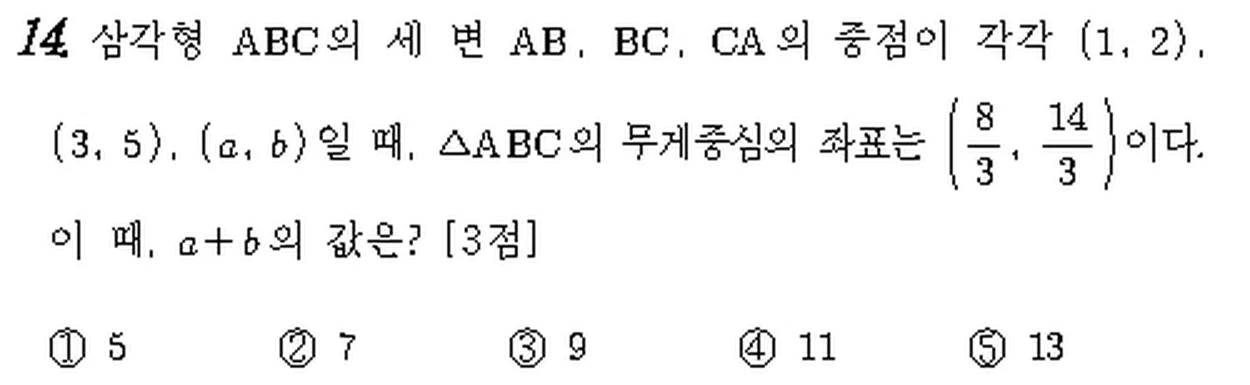 14. 삼각형 ABC의 세 변 AB, BC, CA의 중점이 각각 (1, 2),
(3, 5), (a, b)일 때, △ABC의 무게중심의 좌표는 (8/3, 14/3)이다.
이 때, a+b의 값은? [3점]
① 5 ② 7 ③ 9 ④ 11 ⑤ 13